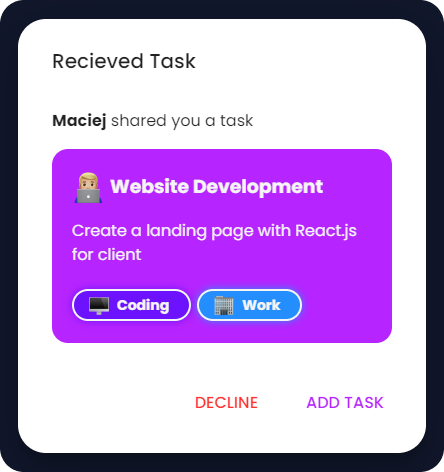 Recieved Task
Maciej shared you a task
Website Development
Create a landing page with React.js
for client
Coding
Work
DECLINE
ADD TASK